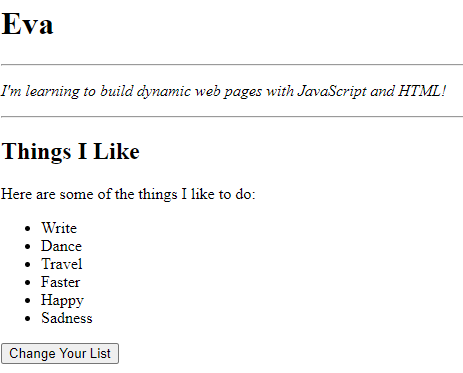 Eva
I'm learning to build dynamic web pages with JavaScript and HTML!
Things I Like
Here are some of the things I like to do:
Write
Dance
Travel
Faster
Happy
Sadness
Change Your List